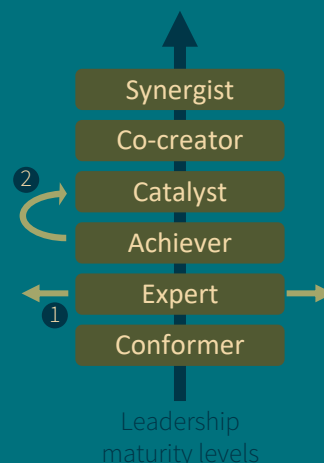 Synergist
Co-creator
2
Catalyst
Achiever
Expert
1
Conformer
Leadership
maturity levels